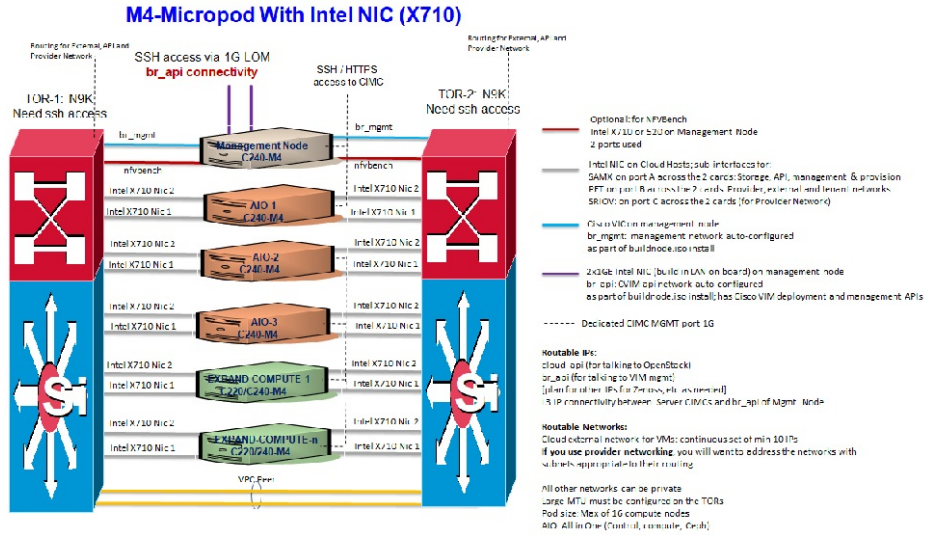 M4-Micropod With Intel NIC (X710)
Routing for External, API and
Provider Network
SSH access via 1G LOM
br_api connectivity
SSH / HTTPS
access to CIMC
Routing for External, API and
Provider Network
TOR-1: N9K
Need ssh access
TOR-2: N9K
Need ssh access
br_mgmt
br_mgmt
Management Node
C240-M4
nfvbench
nfvbench
Intel X710 Nic 2
Intel X710 Nic 2
AIO-1
C240-M4
Intel X710 Nic 1
Intel X710 Nic 1
Intel X710 Nic 2
Intel X710 Nic 2
AIO-2
C240-M4
Intel X710 Nic 1
Intel X710 Nic 1
Intel X710 Nic 2
Intel X710 Nic 2
AIO-3
C240-M4
Intel X710 Nic 1
Intel X710 Nic 1
Intel X710 Nic 2
Intel X710 Nic 2
EXPAND COMPUTE 1
C220/C240-M4
Intel X710 Nic 1
Intel X710 Nic 1
Intel X710 Nic 2
Intel X710 Nic 2
EXPAND-COMPUTE-n
C220/240-M4
Intel X710 Nic 1
Intel X710 Nic 1
Si
Si
VPC Peer
Optional: for NFVBench
Intel X710 or 520 or Management Node
2 ports used
Intel NIC on Cloud Hosts; sub-interfaces for:
SAMX on port A across the 2 cards: Storage, API, management & provision
PET on port B across the 2 cards: Provider, external and tenant networks
SRIOV: on port C across the 2 cards (for Provider Network)
Cisco VIC on management node
br_mgmt: management network auto-configured
as part of buildnode.iso install
2x1GE Intel NIC (build in LAN on board) on management node
br_api: CVIM api network auto-configured
as part of buildnode.iso install; has Cisco VIM deployment and management APIs
Dedicated CIMC MGMT port 1G
Routable IPs:
cloud_api (for talking to OpenStack)
br_api (for talking to VIM mgmt)
[plan for other IPs for Zenoss, etc as needed]
L3 IP connectivity between Server CIMCs and br_api of Mgmt. Node
Routable Networks:
Cloud external network for VMs: continuous set of min 10 IPs
If you use provider networking, you will want to address the networks with
subnets appropriate to their routing
All other networks can be private
Large MTU must be configured on the TORs
Pod size: Max of 16 compute nodes
AIO: All in One (Control, compute, Ceph)